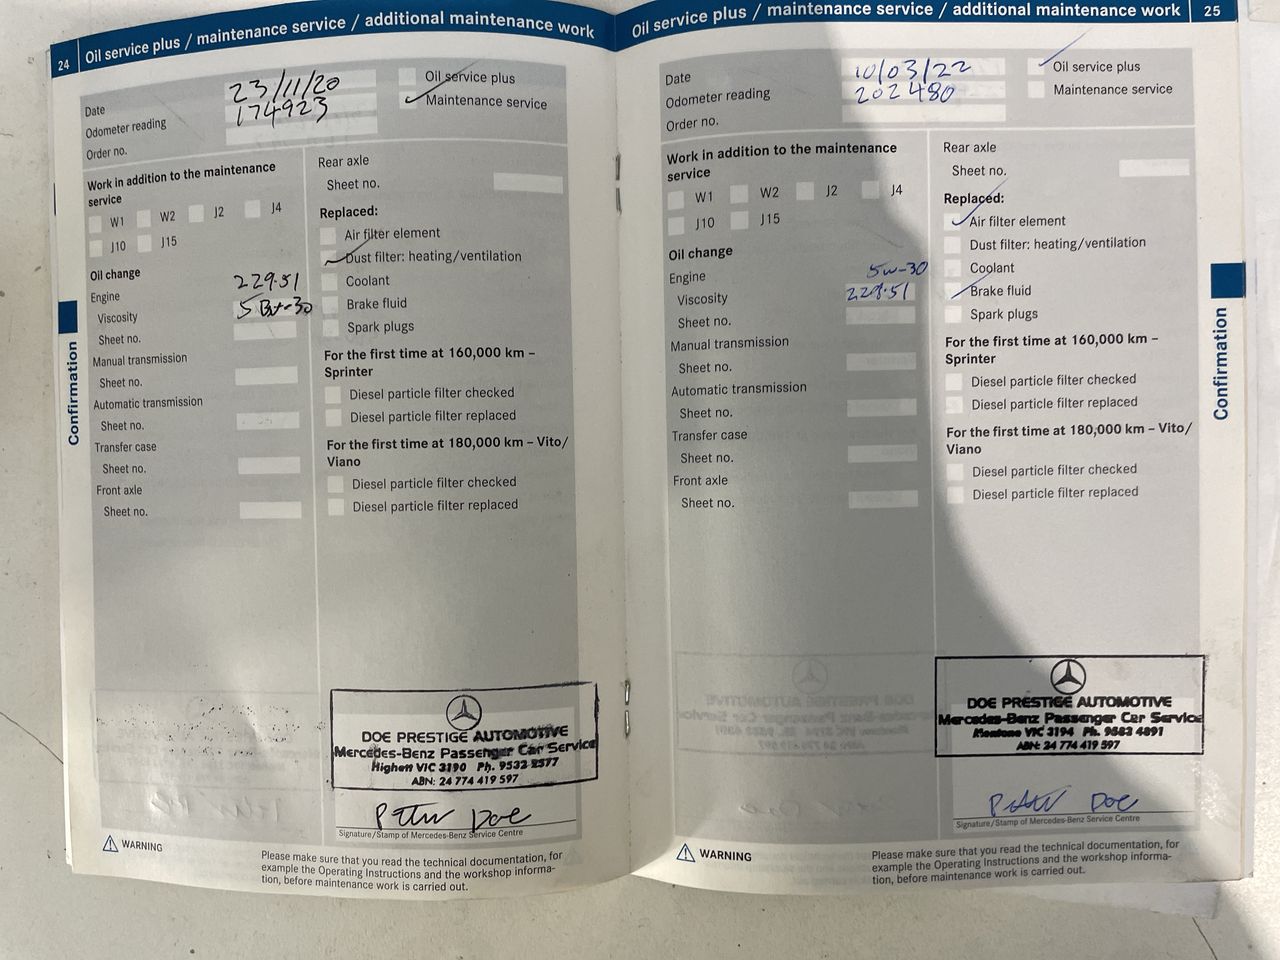 24 Oil service plus / maintenance service / additional maintenance work
Date 23/11/20
Odometer reading 174923
Order no.
Oil service plus
Maintenance service
Work in addition to the maintenance
service
W1 W2 J2 J4
J10 J15
Oil change
Engine 229.51
Viscosity
Sheet no.
Manual transmission
Sheet no.
Automatic transmission
Sheet no.
Transfer case
Sheet no.
Front axle
Sheet no.
Rear axle
Sheet no.
Replaced:
Air filter element
Dust filter: heating/ventilation
Coolant
Brake fluid
Spark plugs
For the first time at 160,000 km –
Sprinter
Diesel particle filter checked
Diesel particle filter replaced
For the first time at 180,000 km – Vito/
Viano
Diesel particle filter checked
Diesel particle filter replaced
Confirmation
DOE PRESTIGE AUTOMOTIVE
Mercedes-Benz Passenger Car Service
Highett VIC 3190 Ph. 9532 2577
ABN: 24 774 419 597
Peter Doe
Signature/Stamp of Mercedes-Benz Service Centre
WARNING
Please make sure that you read the technical documentation, for
example the Operating Instructions and the workshop informa-
tion, before maintenance work is carried out.
Oil service plus / maintenance service / additional maintenance work 25
Date 10/03/22
Odometer reading 202480
Order no.
Oil service plus
Maintenance service
Work in addition to the maintenance
service
W1 W2 J2 J4
J10 J15
Oil change
Engine 5w-30
Viscosity 229.51
Sheet no.
Manual transmission
Sheet no.
Automatic transmission
Sheet no.
Transfer case
Sheet no.
Front axle
Sheet no.
Rear axle
Sheet no.
Replaced:
Air filter element
Dust filter: heating/ventilation
Coolant
Brake fluid
Spark plugs
For the first time at 160,000 km –
Sprinter
Diesel particle filter checked
Diesel particle filter replaced
For the first time at 180,000 km – Vito/
Viano
Diesel particle filter checked
Diesel particle filter replaced
Confirmation
DOE PRESTIGE AUTOMOTIVE
Mercedes-Benz Passenger Car Service
Mentone VIC 3194 Ph. 9583 4891
ABN: 24 774 419 597
Peter Doe
Signature/Stamp of Mercedes-Benz Service Centre
WARNING
Please make sure that you read the technical documentation, for
example the Operating Instructions and the workshop informa-
tion, before maintenance work is carried out.